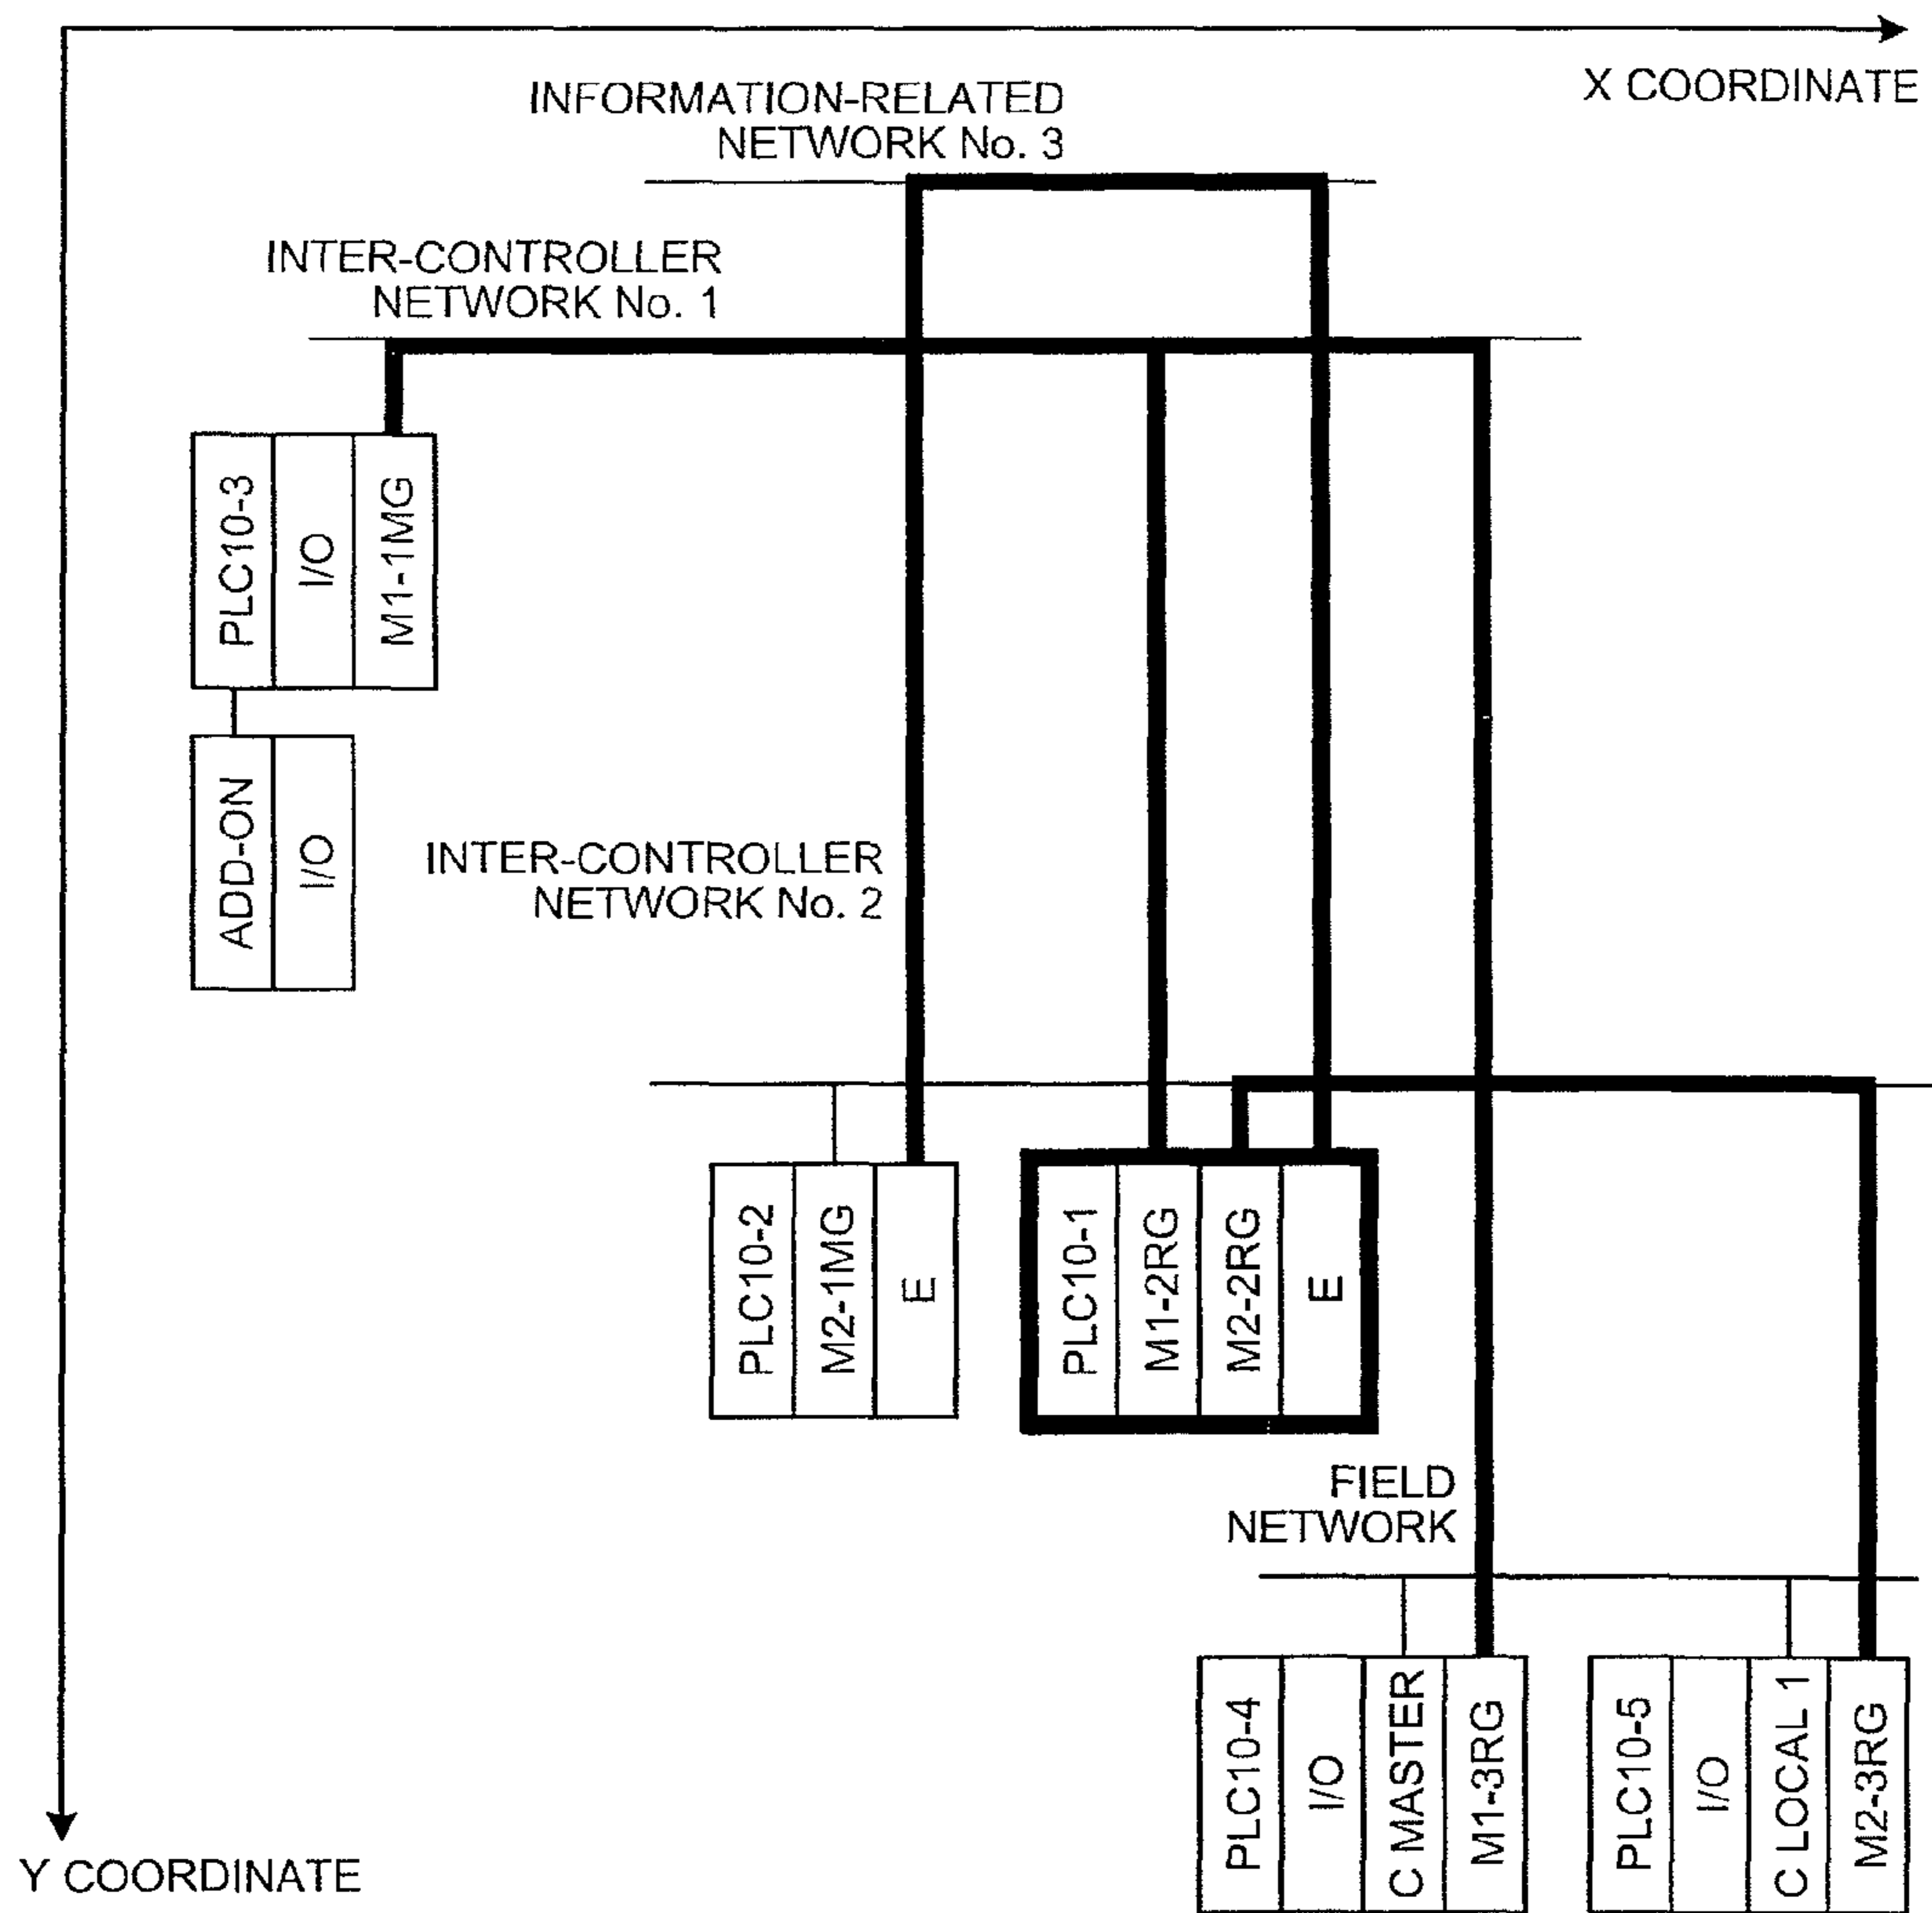 X COORDINATE
INFORMATION-RELATED
NETWORK No. 3
INTER-CONTROLLER
NETWORK No. 1
PLC10-3
I/O
M1-1MG
ADD-ON
I/O
INTER-CONTROLLER
NETWORK No. 2
PLC10-2
M2-1MG
E
PLC10-1
M1-2RG
M2-2RG
E
FIELD
NETWORK
PLC10-4
I/O
C MASTER
M1-3RG
PLC10-5
I/O
C LOCAL 1
M2-3RG
Y COORDINATE